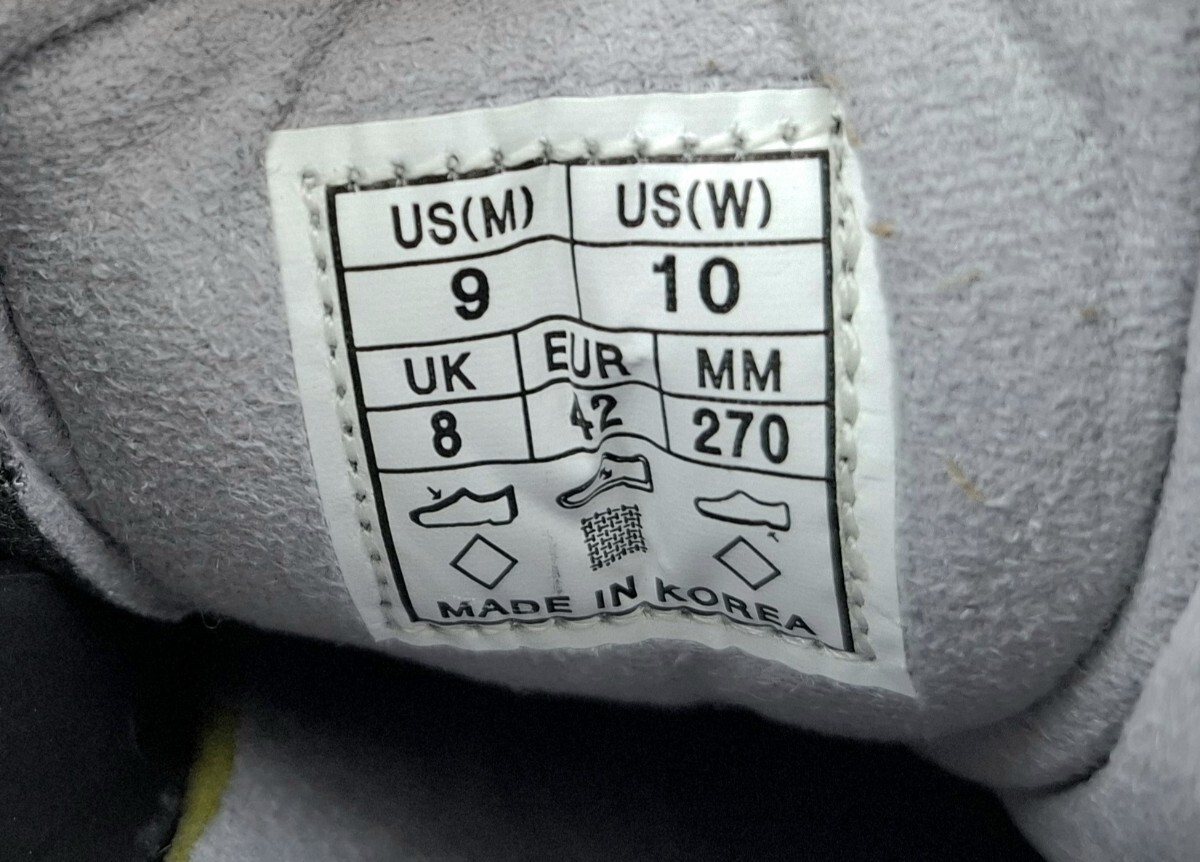 US(M) US(W)
9 10
UK EUR MM
8 42 270
MADE IN KOREA